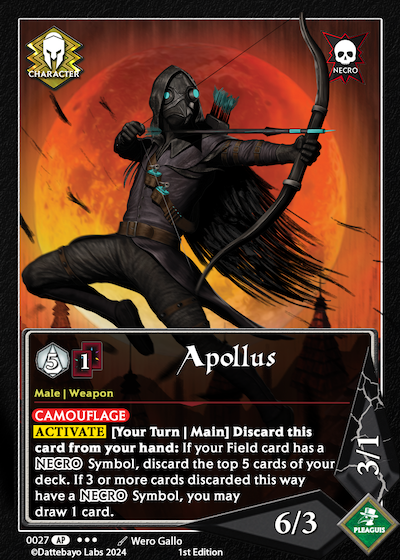 CHARACTER
NECRO
5 1 Apollus
Male | Weapon
CAMOUFLAGE
ACTIVATE [Your Turn | Main] Discard this
card from your hand: If your Field card has a
NECRO Symbol, discard the top 5 cards of your
deck. If 3 or more cards discarded this way
have a NECRO Symbol, you may
draw 1 card.
3/1
6/3
PLEAGUIS
0027 AP Wero Gallo
©Dattebayo Labs 2024 1st Edition